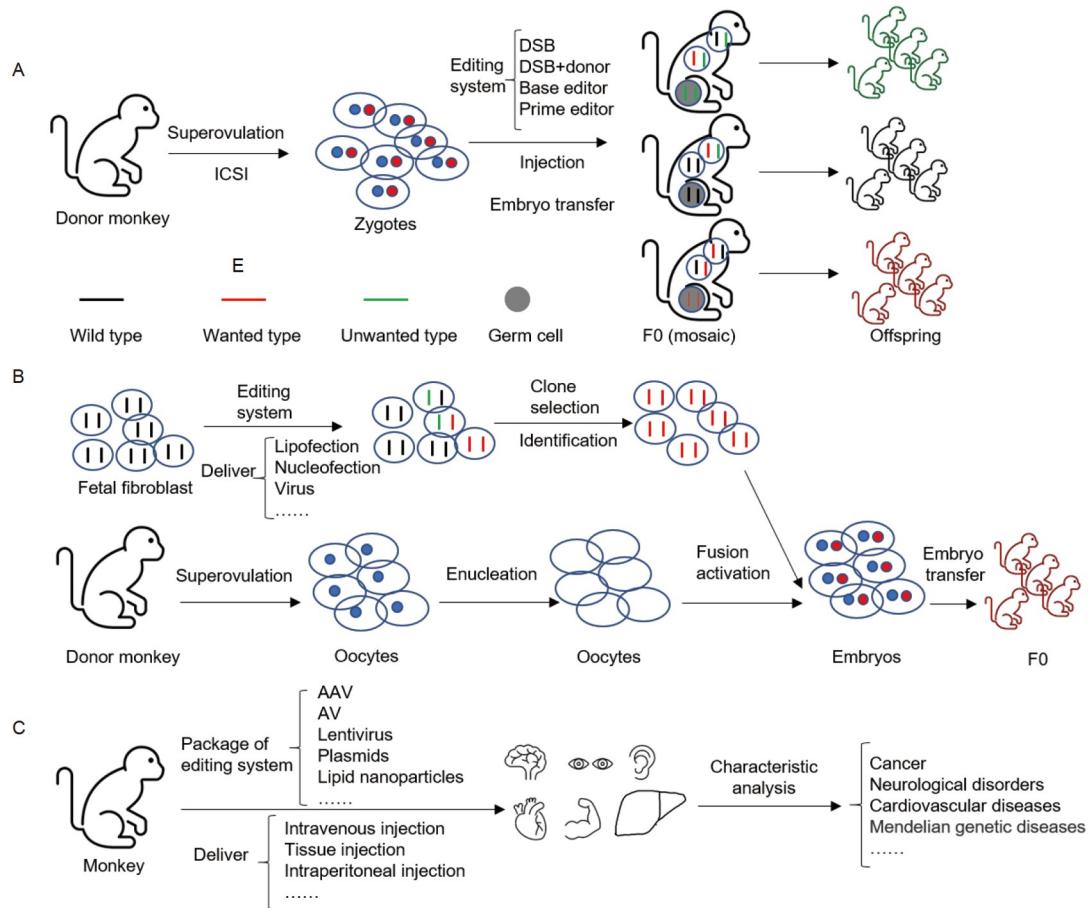 A
Donor monkey
Superovulation
ICSI
Zygotes
Editing
system
DSB
DSB+donor
Base editor
Prime editor
Injection
Embryo transfer
F0 (mosaic)
Offspring
E
Wild type
Wanted type
Unwanted type
Germ cell
B
Fetal fibroblast
Editing
system
Deliver
Lipofection
Nucleofection
Virus
......
Clone
selection
Identification
Donor monkey
Superovulation
Oocytes
Enucleation
Oocytes
Fusion
activation
Embryos
Embryo
transfer
F0
C
Monkey
Package of
editing system
AAV
AV
Lentivirus
Plasmids
Lipid nanoparticles
......
Deliver
Intravenous injection
Tissue injection
Intraperitoneal injection
......
Characteristic
analysis
Cancer
Neurological disorders
Cardiovascular diseases
Mendelian genetic diseases
......